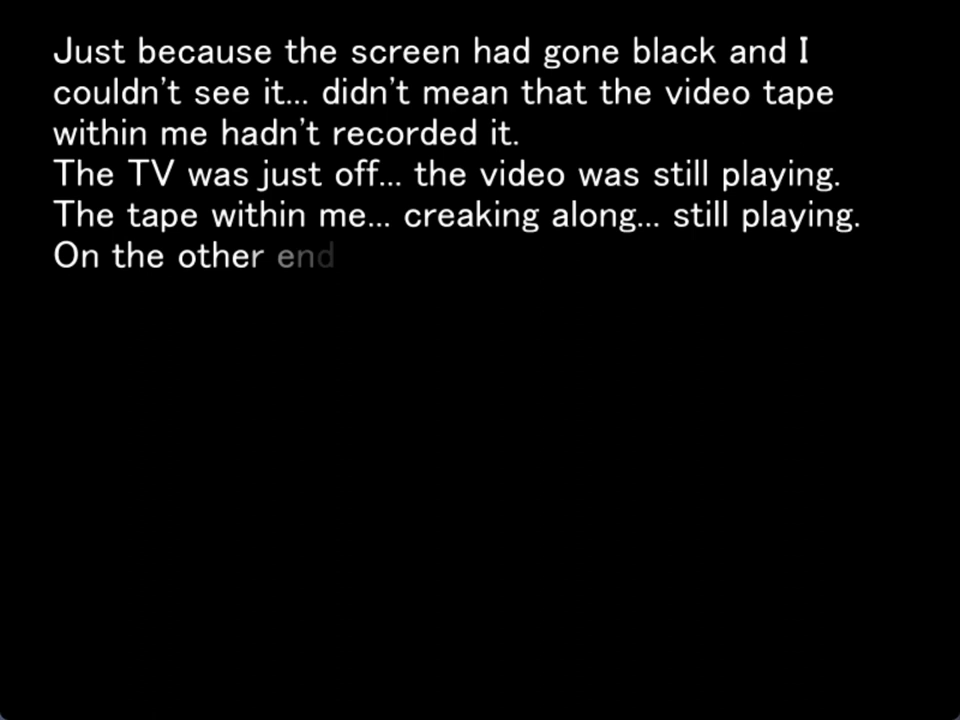 Just because the screen had gone black and I
couldn't see it... didn't mean that the video tape
within me hadn't recorded it.
The TV was just off... the video was still playing.
The tape within me... creaking along... still playing.
On the other end